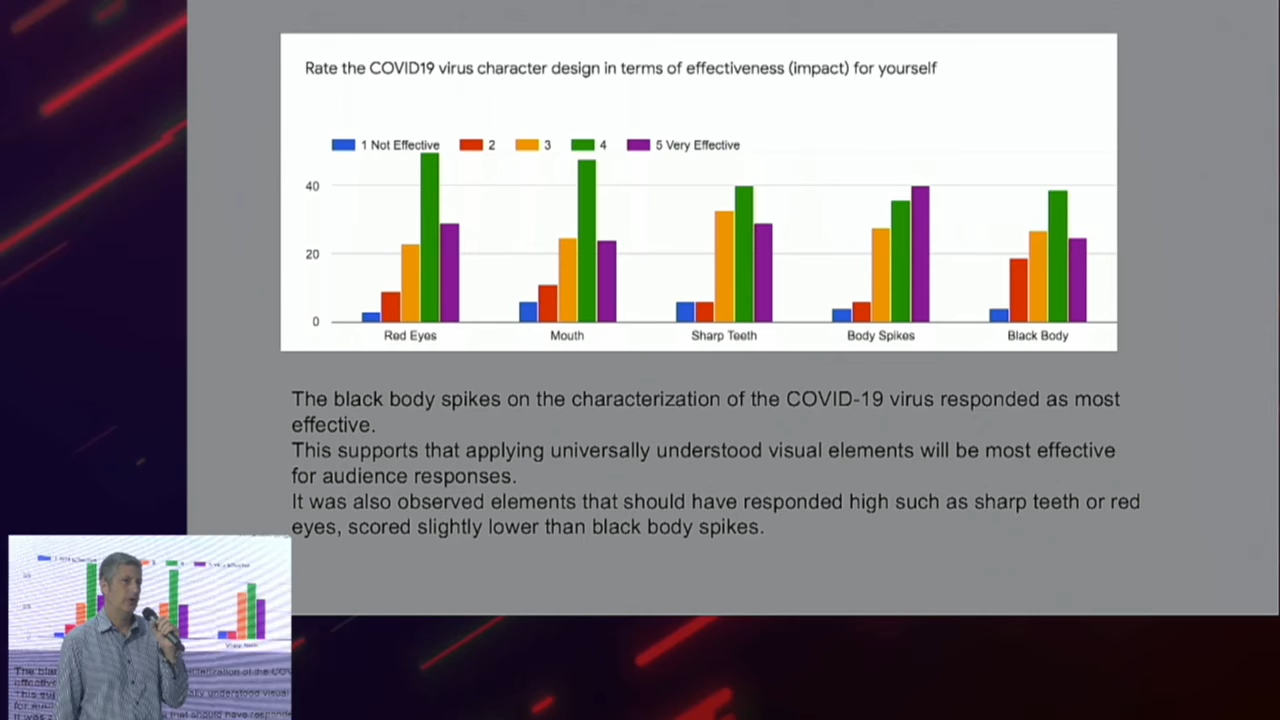 Rate the COVID19 virus character design in terms of effectiveness (impact) for yourself
1 Not Effective 2 3 4 5 Very Effective
40
20
0
Red Eyes Mouth Sharp Teeth Body Spikes Black Body
The black body spikes on the characterization of the COVID-19 virus responded as most
effective.
This supports that applying universally understood visual elements will be most effective
for audience responses.
It was also observed elements that should have responded high such as sharp teeth or red
eyes, scored slightly lower than black body spikes.